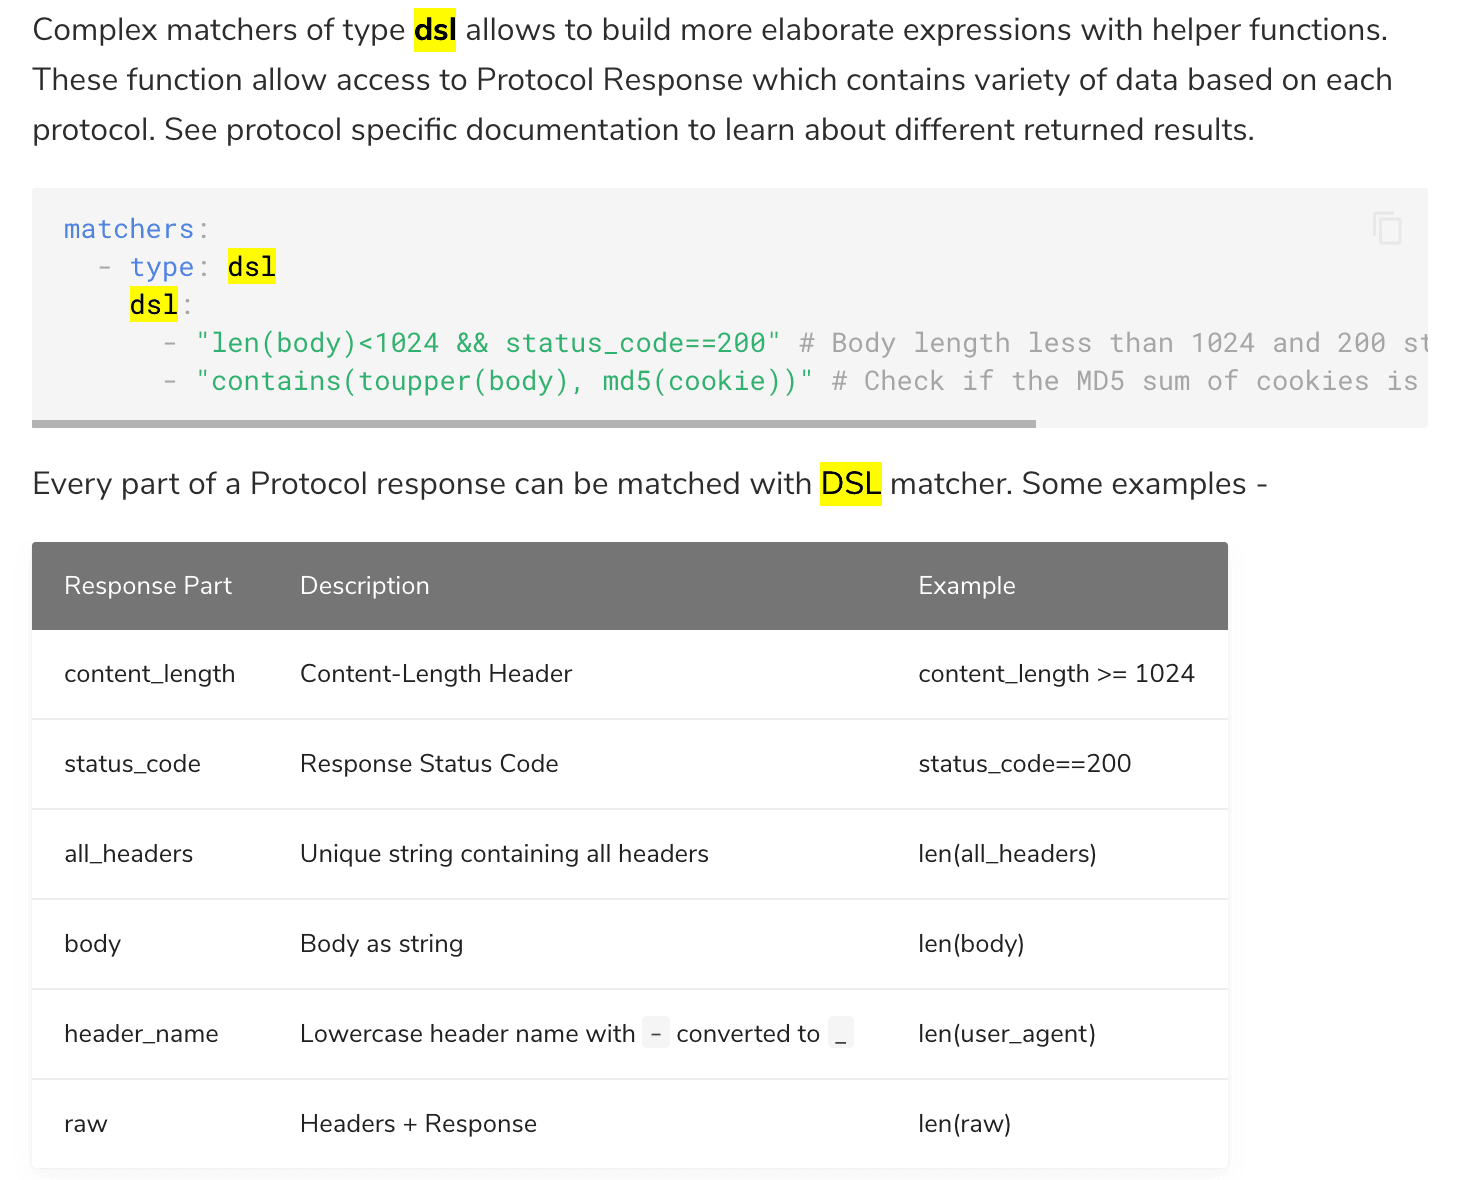 Complex matchers of type dsl allows to build more elaborate expressions with helper functions.
These function allow access to Protocol Response which contains variety of data based on each
protocol. See protocol specific documentation to learn about different returned results.
matchers:
  - type: dsl
    dsl:
      - "len(body)<1024 && status_code==200" # Body length less than 1024 and 200 st
      - "contains(toupper(body), md5(cookie))" # Check if the MD5 sum of cookies is
Every part of a Protocol response can be matched with DSL matcher. Some examples -
Response Part Description Example
content_length Content-Length Header content_length >= 1024
status_code Response Status Code status_code==200
all_headers Unique string containing all headers len(all_headers)
body Body as string len(body)
header_name Lowercase header name with - converted to _ len(user_agent)
raw Headers + Response len(raw)